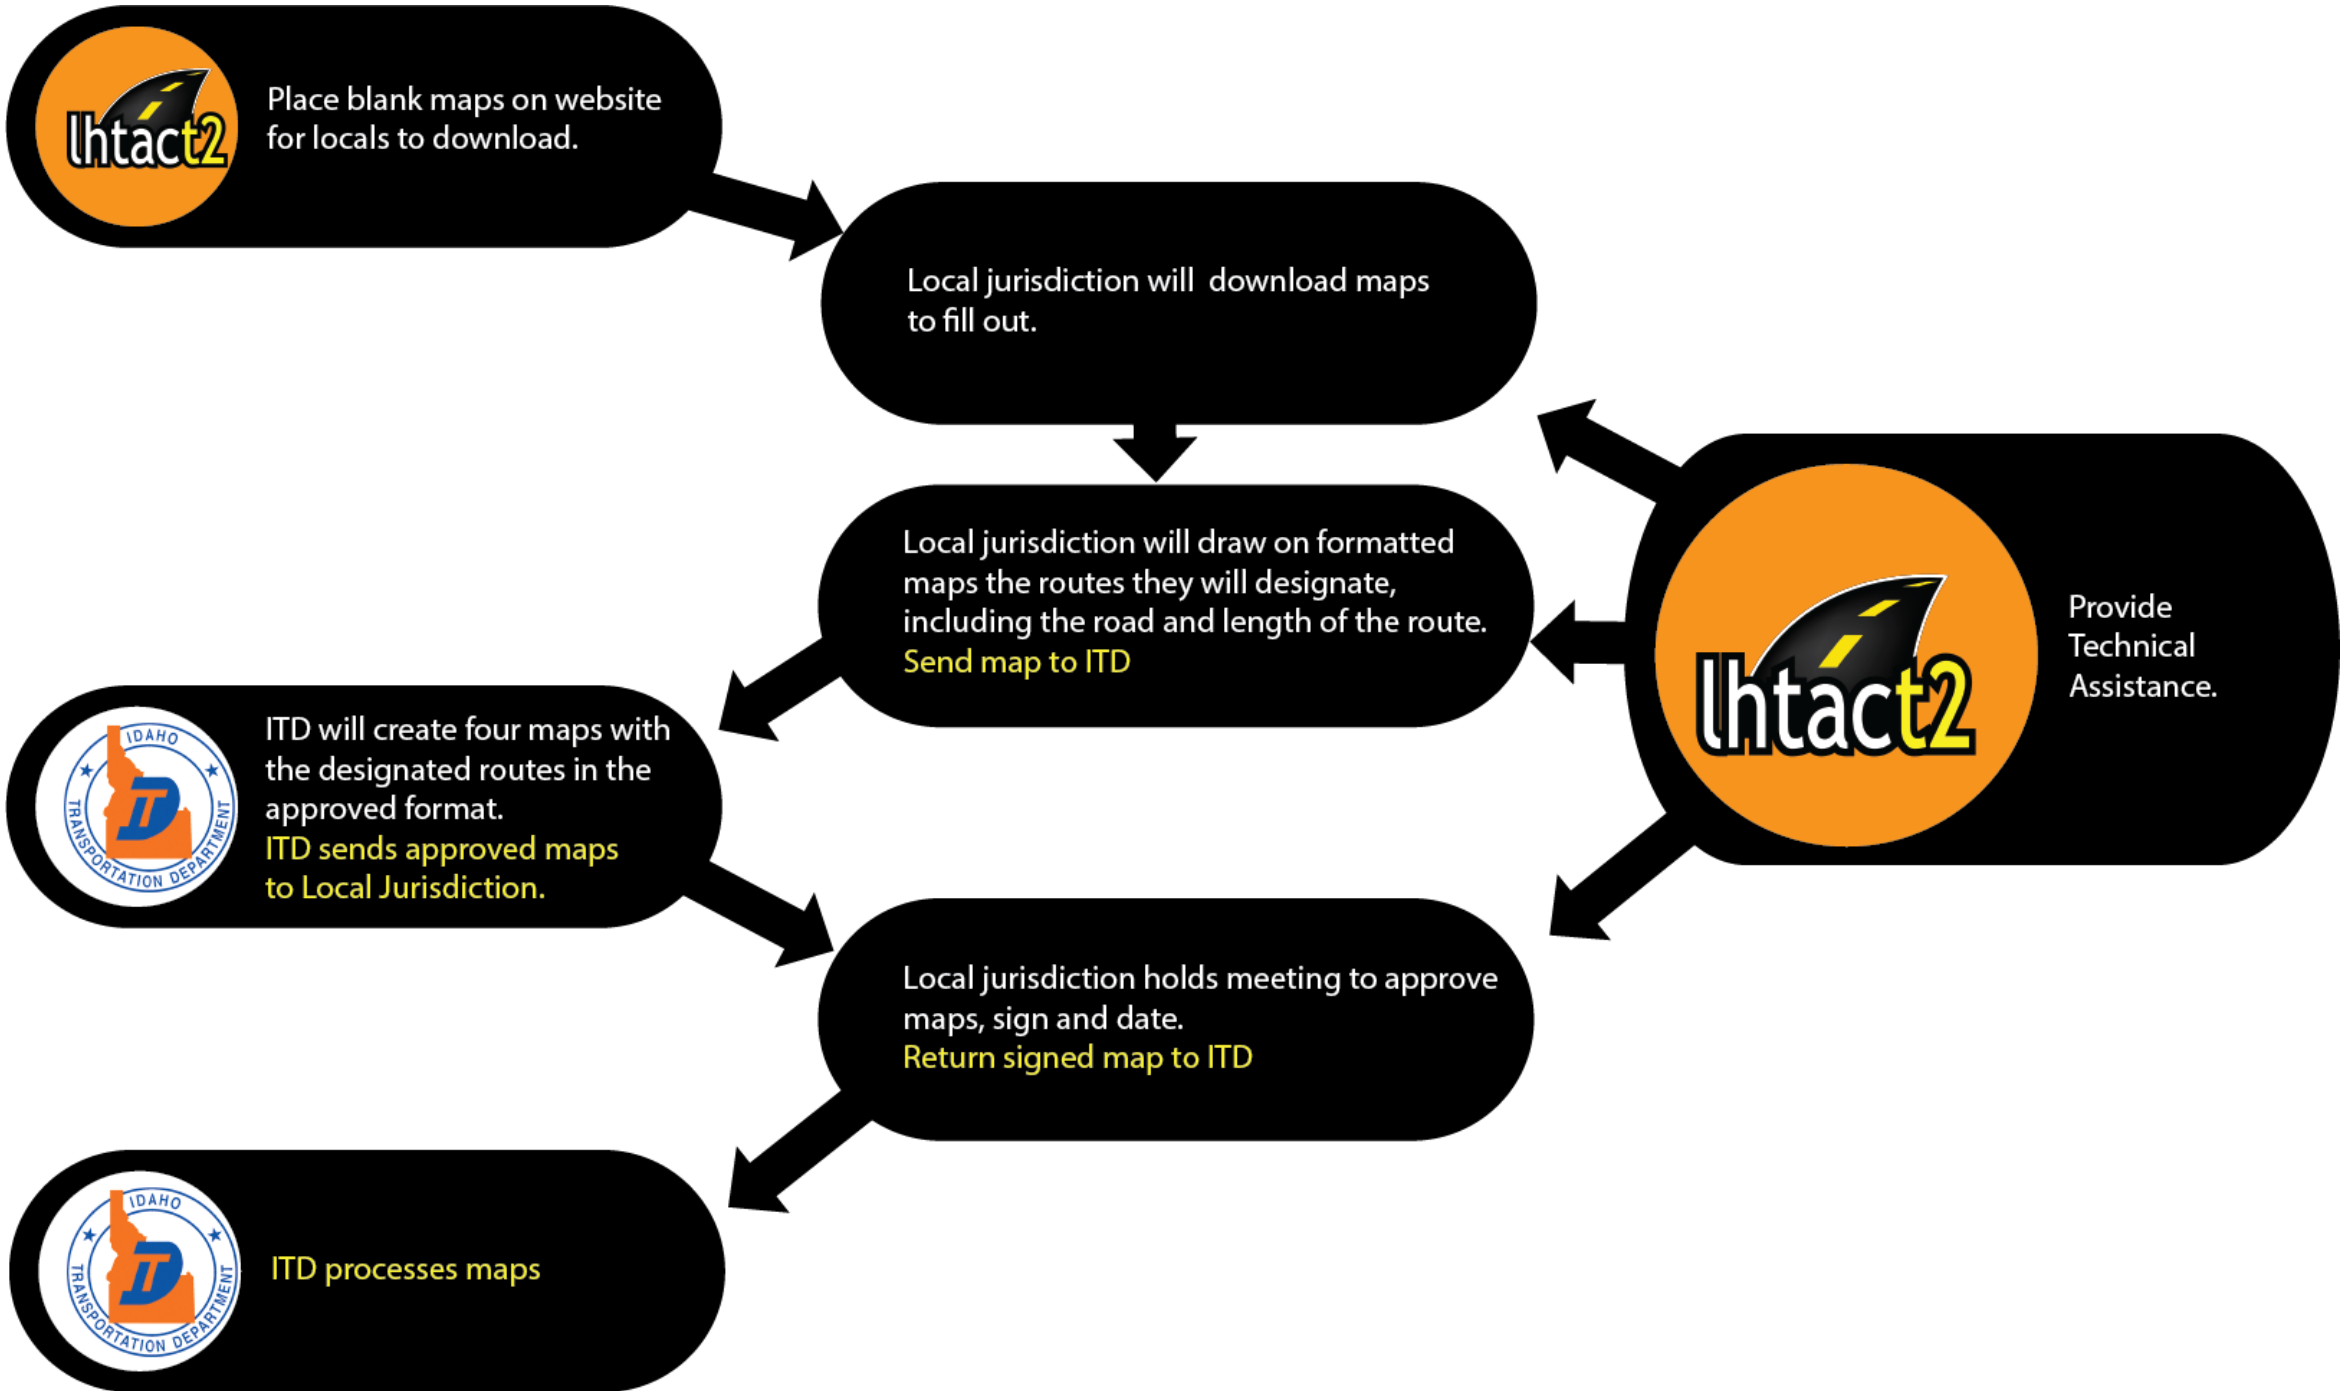 lhtact2
Place blank maps on website
for locals to download.
Local jurisdiction will  download maps
to fill out.
Local jurisdiction will draw on formatted
maps the routes they will designate,
including the road and length of the route.
Send map to ITD
lhtact2
Provide
Technical
Assistance.
IDAHO
TRANSPORTATION DEPARTMENT
IT
ITD will create four maps with
the designated routes in the
approved format.
ITD sends approved maps
to Local Jurisdiction.
Local jurisdiction holds meeting to approve
maps, sign and date.
Return signed map to ITD
IDAHO
TRANSPORTATION DEPARTMENT
IT
ITD processes maps